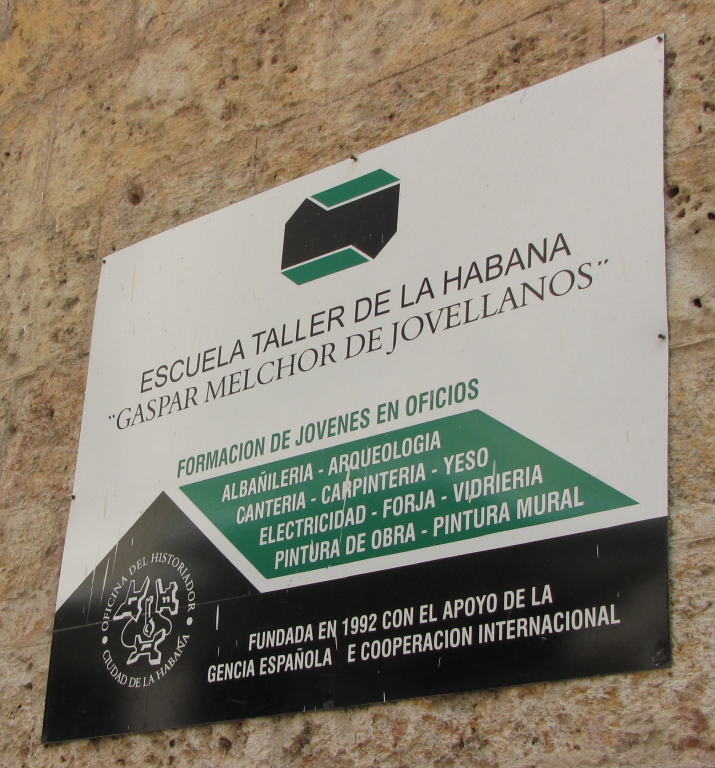 ESCUELA TALLER DE LA HABANA
¨GASPAR MELCHOR DE JOVELLANOS¨
FORMACION DE JOVENES EN OFICIOS
ALBAÑILERIA - ARQUEOLOGIA
CANTERIA - CARPINTERIA - YESO
ELECTRICIDAD - FORJA - VIDRIERIA
PINTURA DE OBRA - PINTURA MURAL
OFICINA DEL HISTORIADOR
CIUDAD DE LA HABANA
FUNDADA EN 1992 CON EL APOYO DE LA
GENCIA ESPAÑOLA E COOPERACION INTERNACIONAL